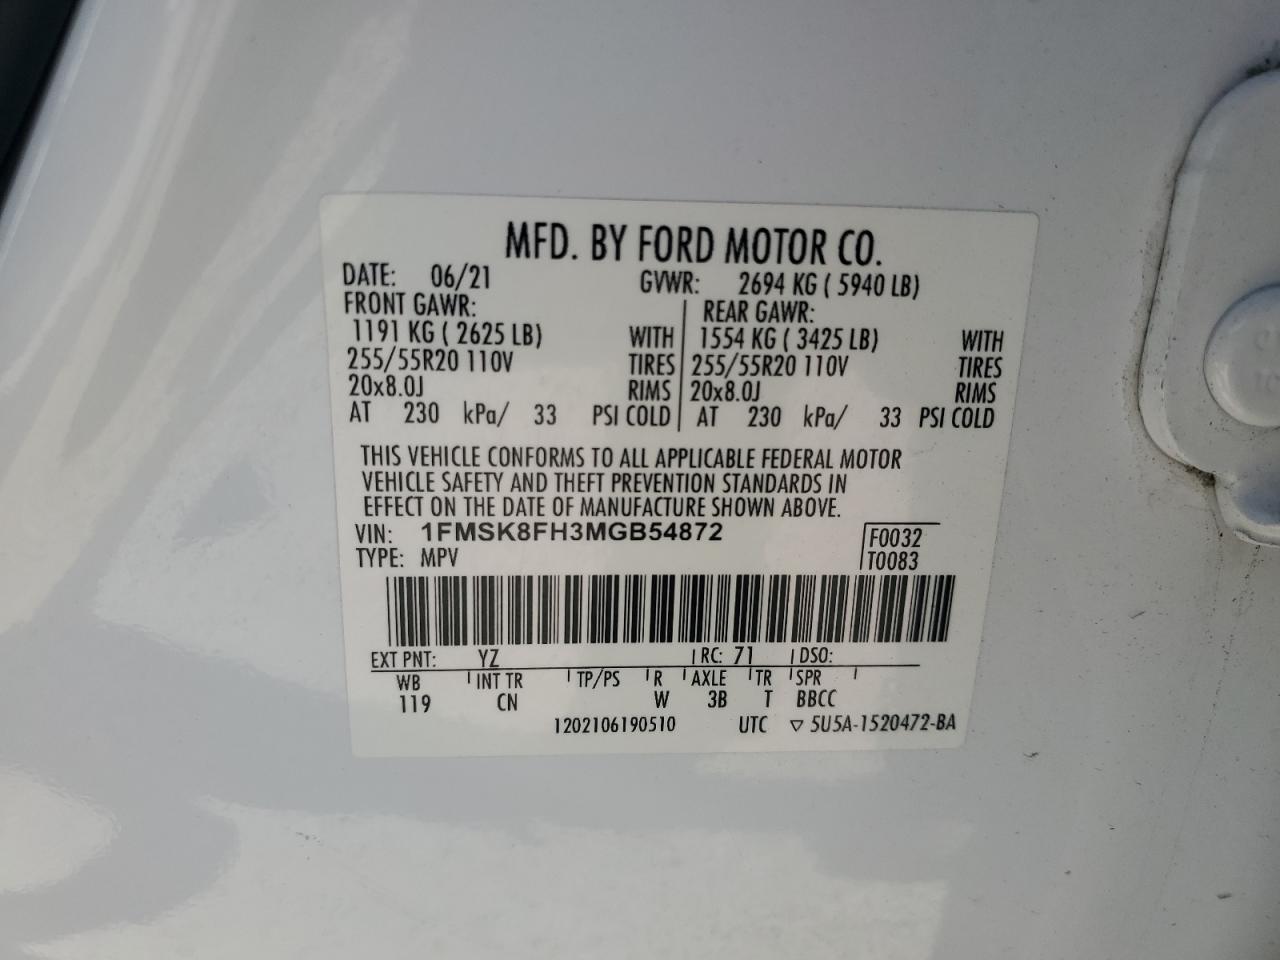 MFD. BY FORD MOTOR CO.
DATE: 06/21 GVWR: 2694 KG ( 5940 LB)
FRONT GAWR: REAR GAWR:
1191 KG ( 2625 LB) WITH 1554 KG ( 3425 LB) WITH
255/55R20 110V TIRES 255/55R20 110V TIRES
20x8.0J RIMS 20x8.0J RIMS
AT 230 kPa/ 33 PSI COLD AT 230 kPa/ 33 PSI COLD
THIS VEHICLE CONFORMS TO ALL APPLICABLE FEDERAL MOTOR
VEHICLE SAFETY AND THEFT PREVENTION STANDARDS IN
EFFECT ON THE DATE OF MANUFACTURE SHOWN ABOVE.
VIN: 1FMSK8FH3MGB54872 F0032
TYPE: MPV T0083
EXT PNT: YZ RC: 71 DSO:
WB INT TR TP/PS R AXLE TR SPR
119 CN W 3B T BBCC
1202106190510 UTC ▽ 5U5A-1520472-BA